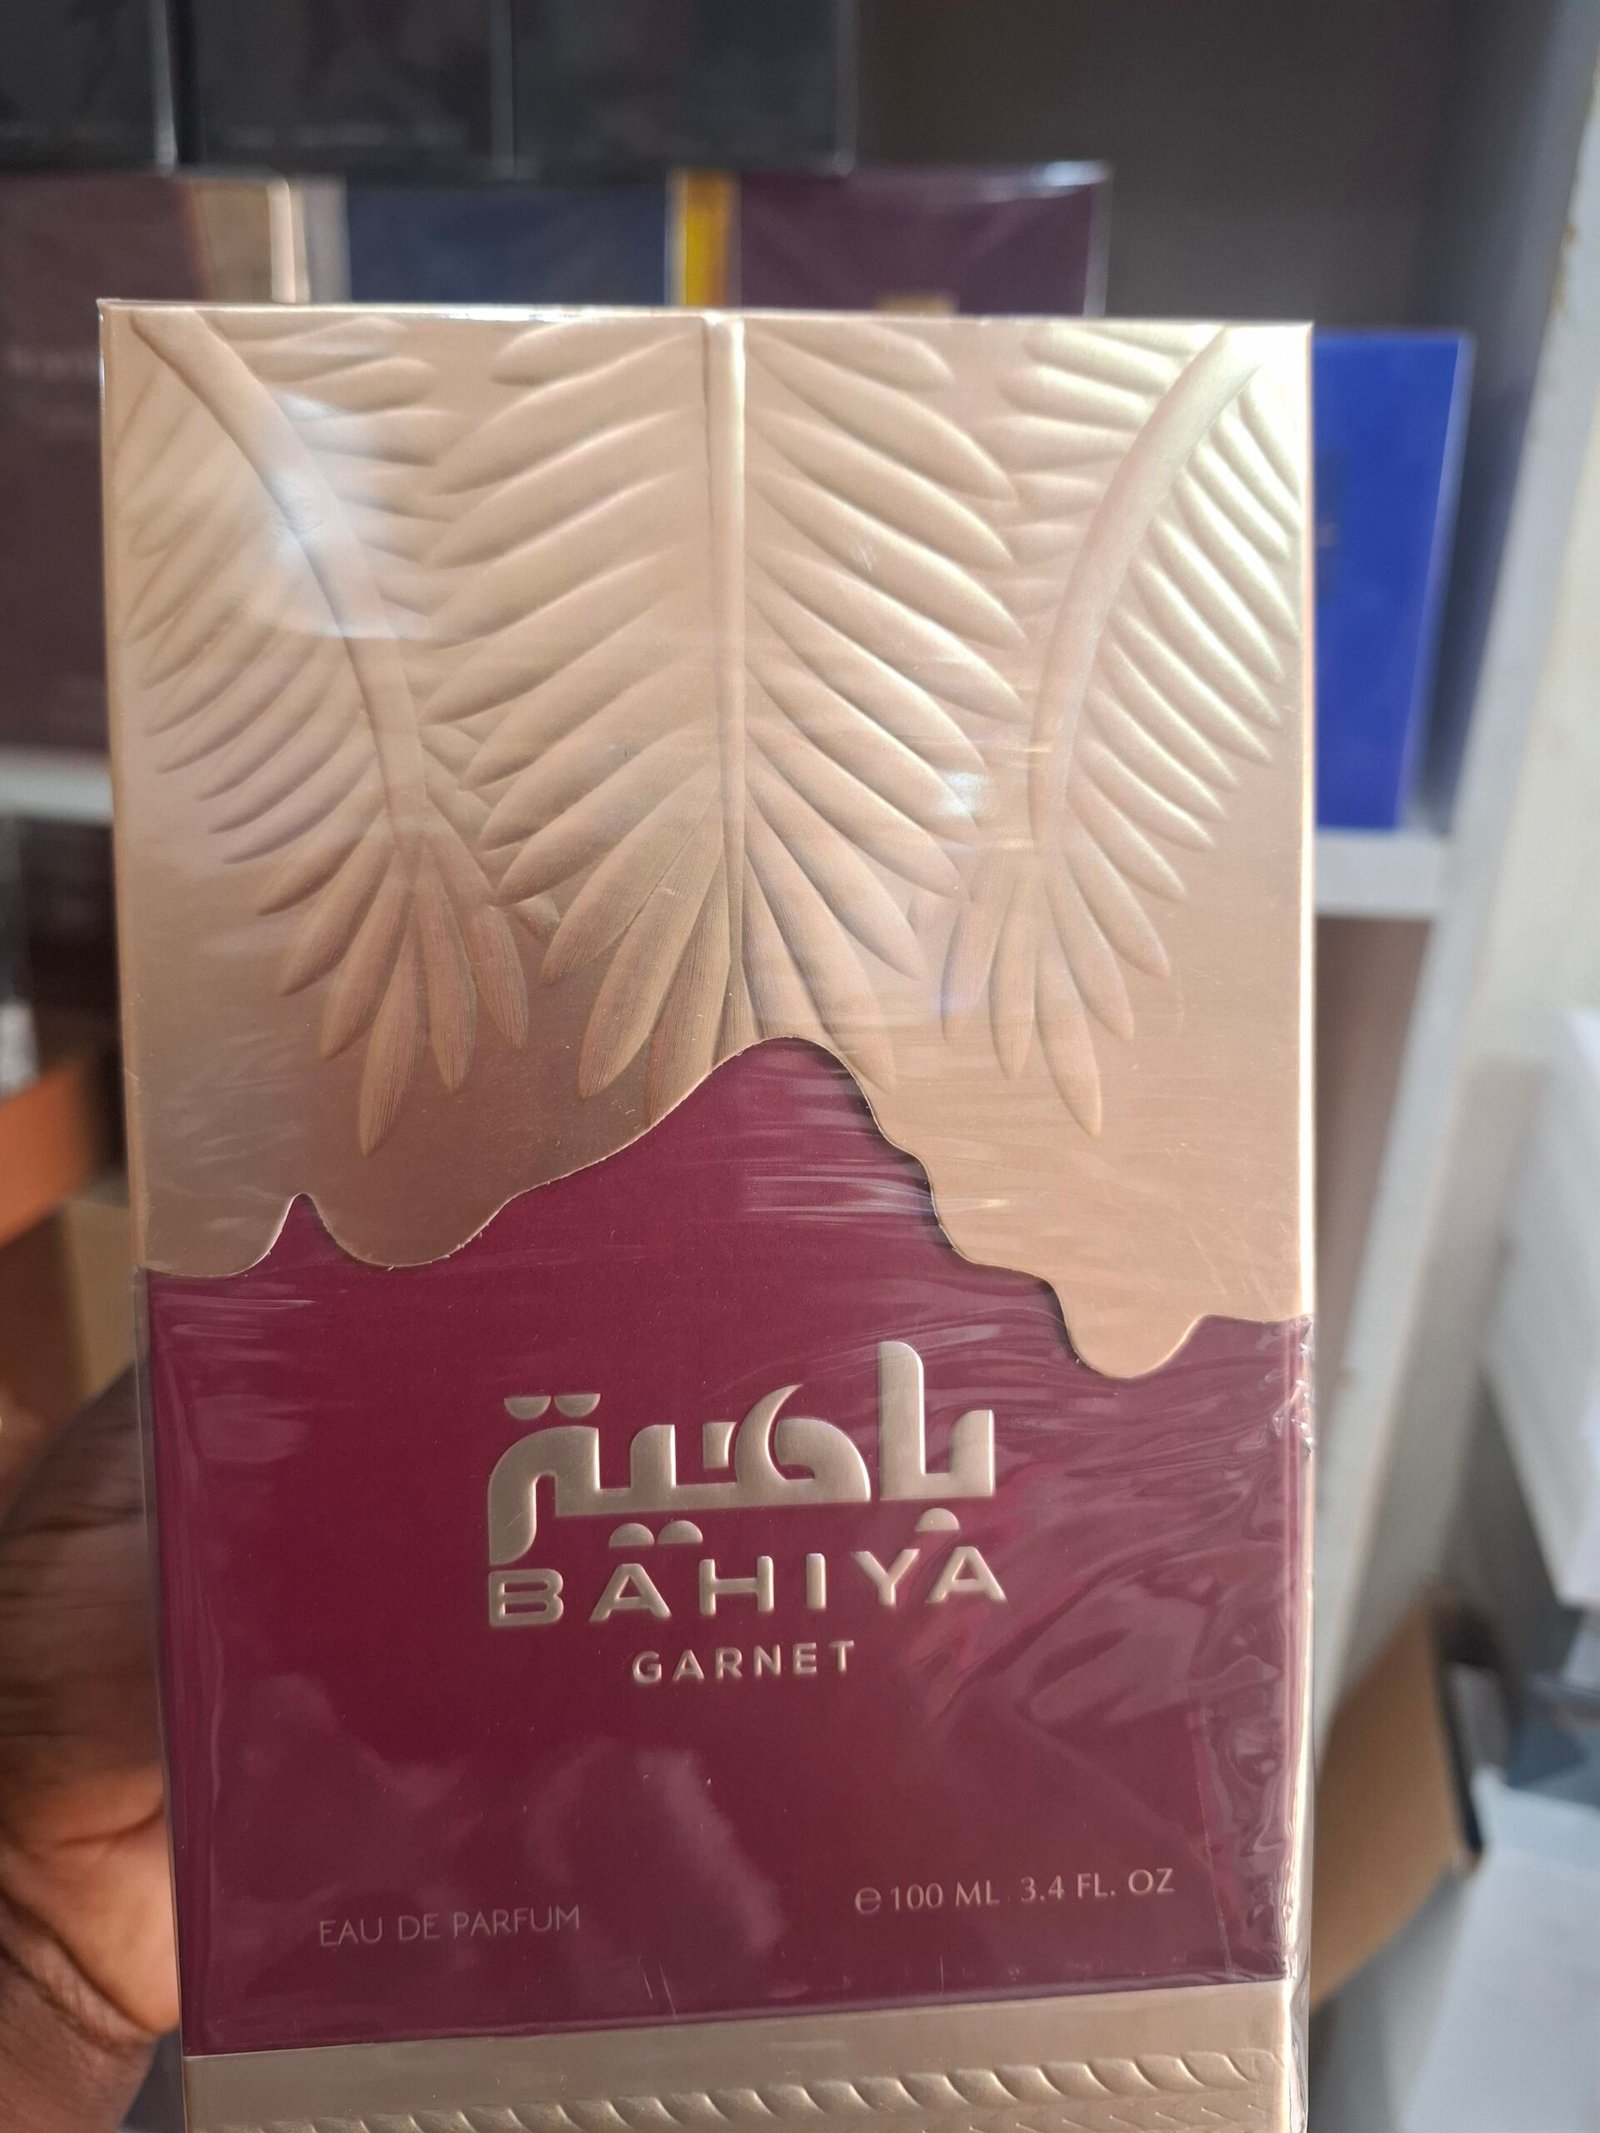 باهية
BAHIYA
GARNET
EAU DE PARFUM
℮ 100 ML 3.4 FL. OZ